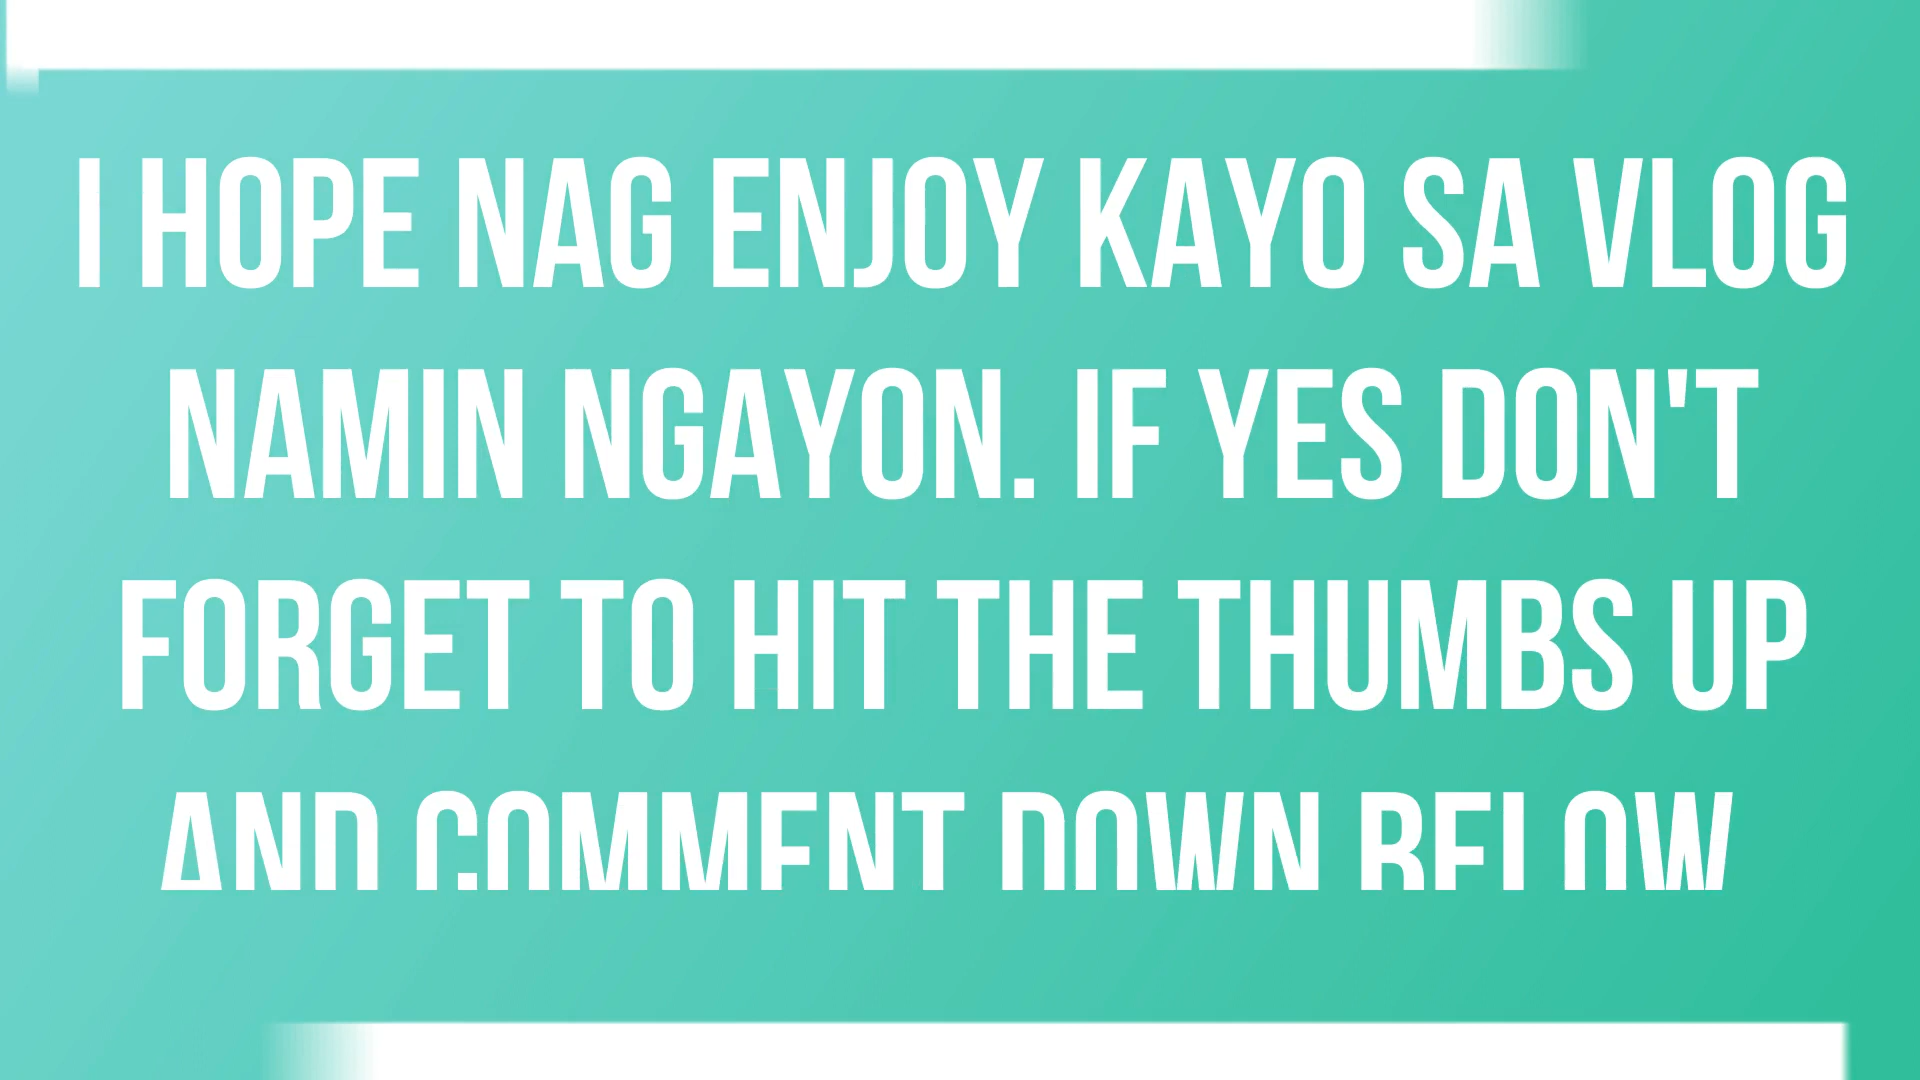 I HOPE NAG ENJOY KAYO SA VLOG
NAMIN NGAYON. IF YES DON'T
FORGET TO HIT THE THUMBS UP
AND COMMENT DOWN BELOW